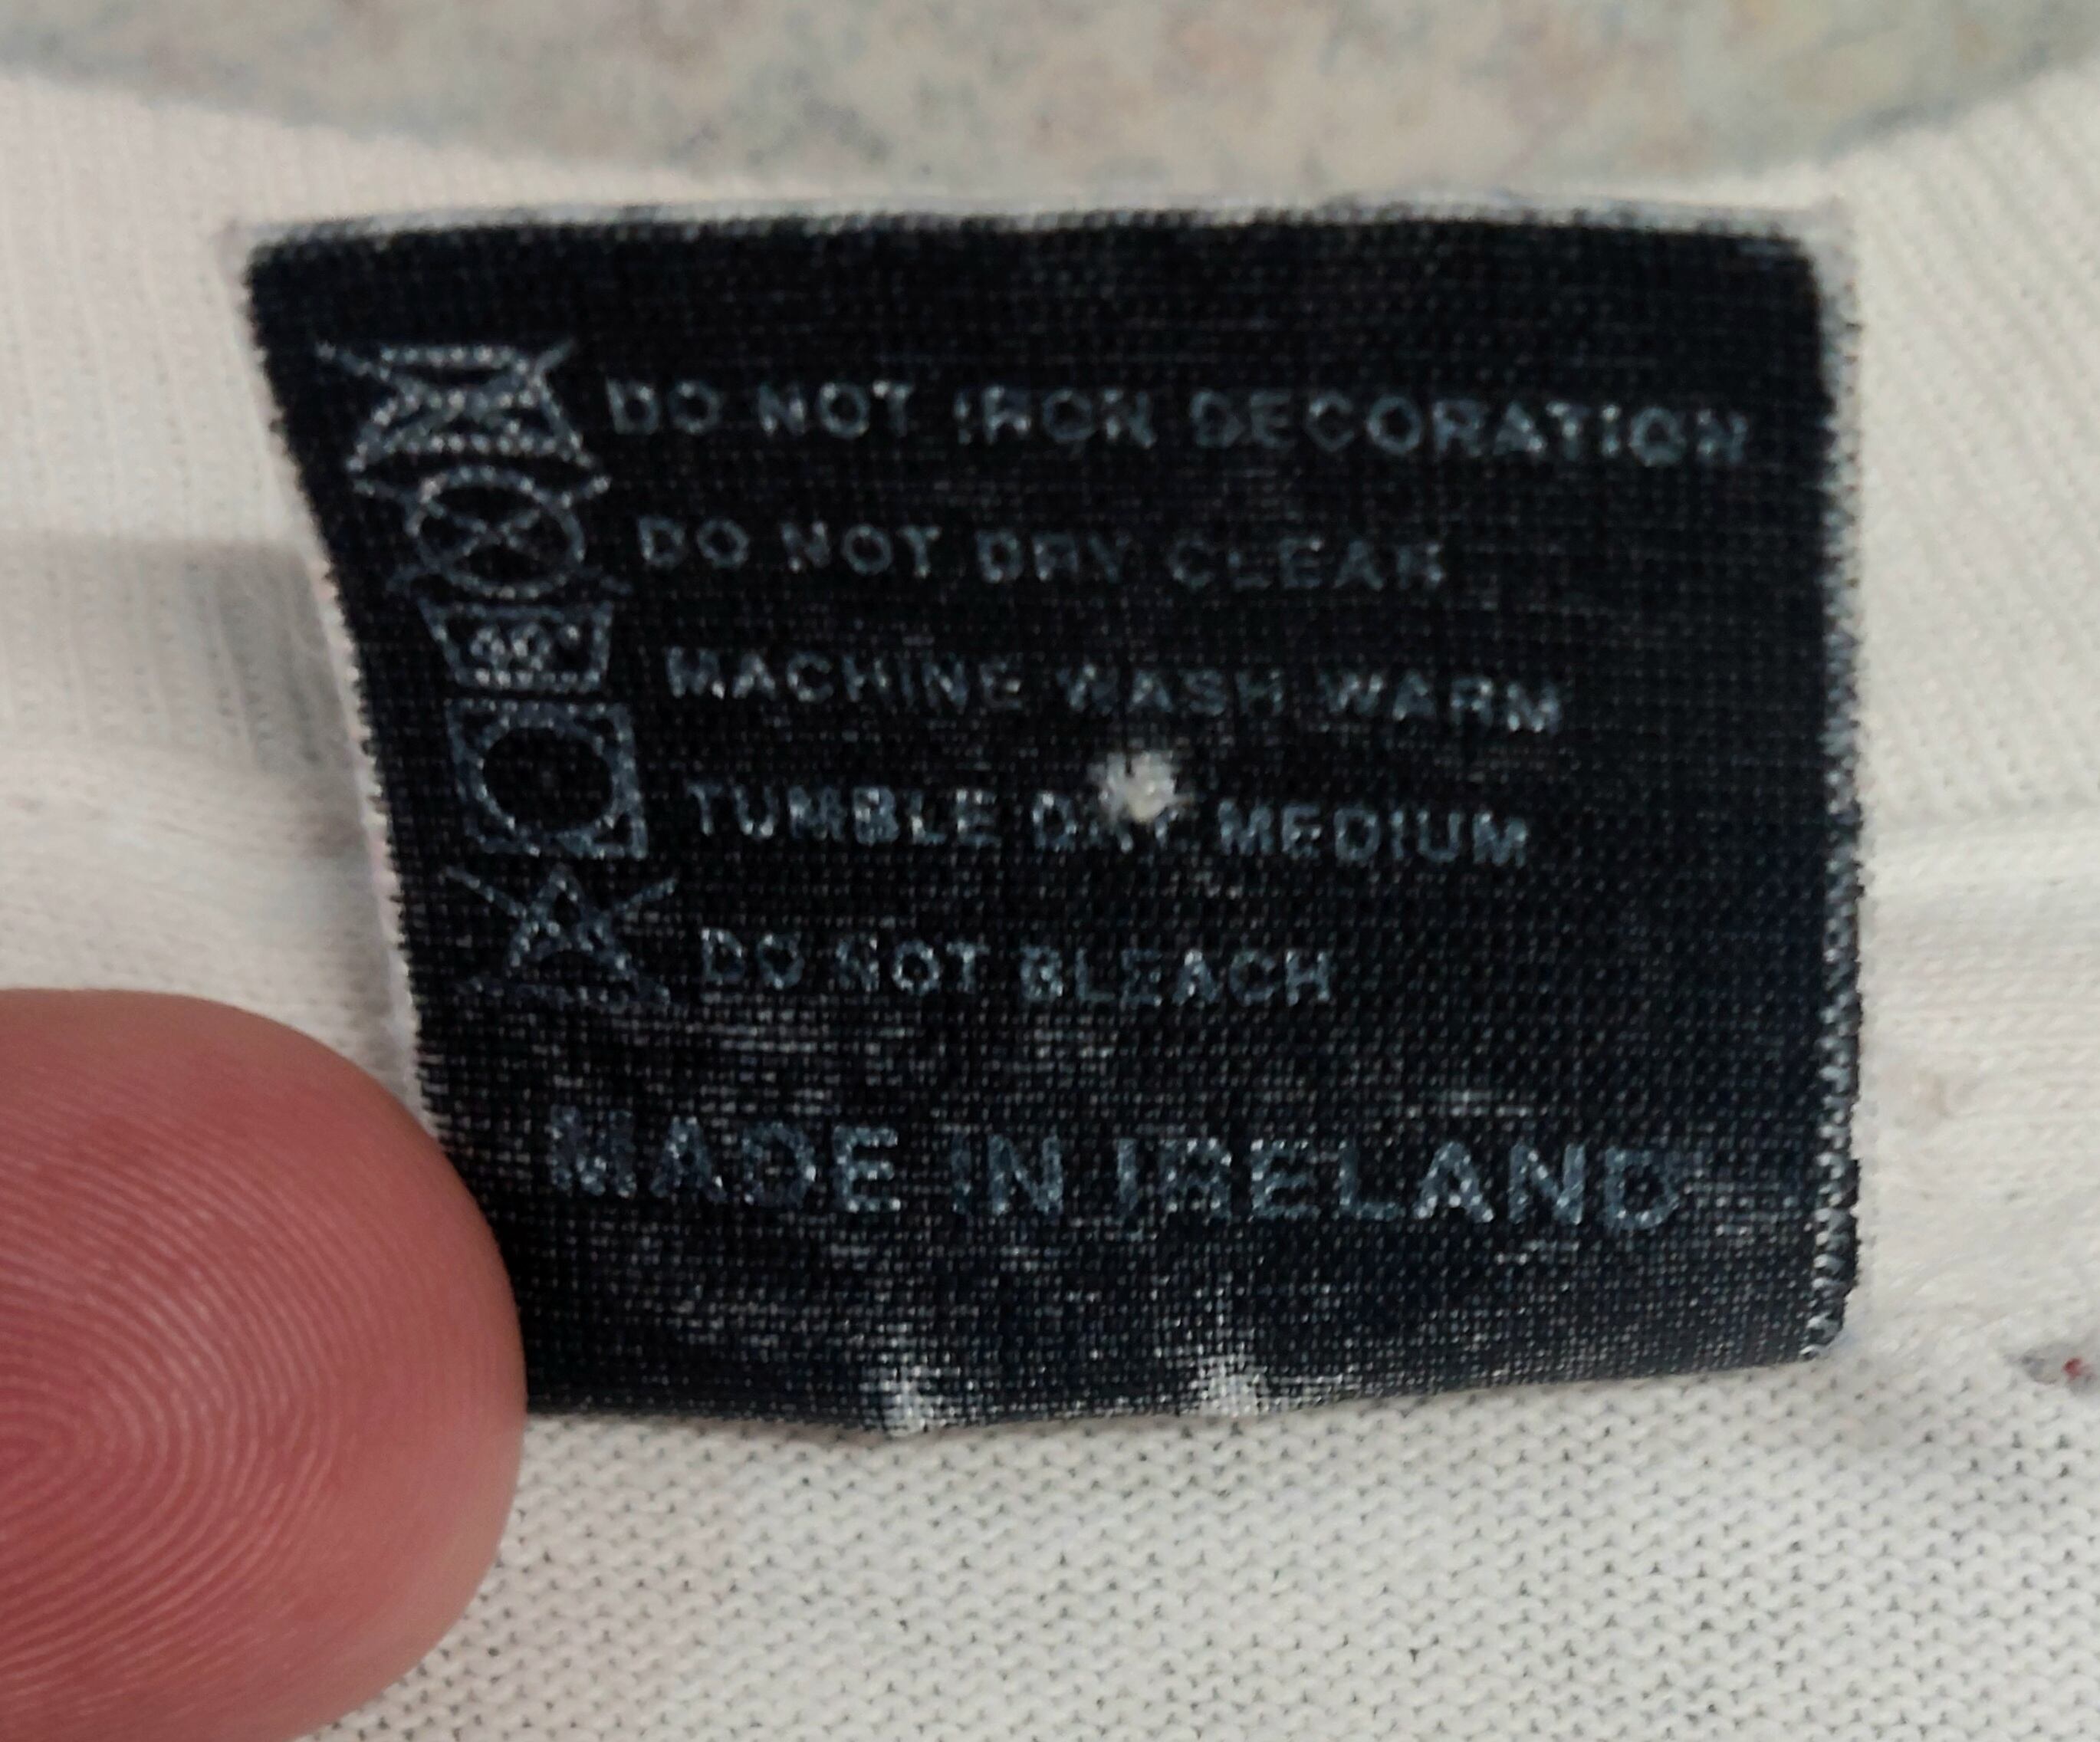 DO NOT IRON DECORATION
DO NOT DRY CLEAN
MACHINE WASH WARM
TUMBLE DRY MEDIUM
DO NOT BLEACH
MADE IN IRELAND